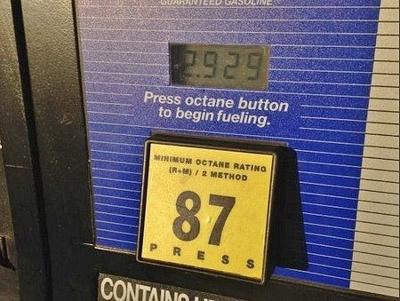 GUARANTEED GASOLINE
2.929
Press octane button
to begin fueling.
MINIMUM OCTANE RATING
(R+M) / 2 METHOD
87
PRESS
CONTAINS